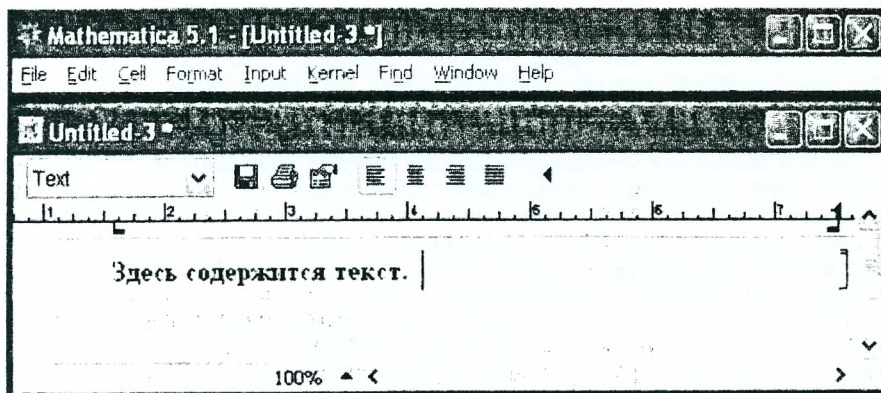 Mathematica 5.1 - [Untitled-3 *]
File Edit Cell Format Input Kernel Find Window Help
Untitled-3 *
Text
1 2 3 4 5 6 7
Здесь содержится текст.
100%